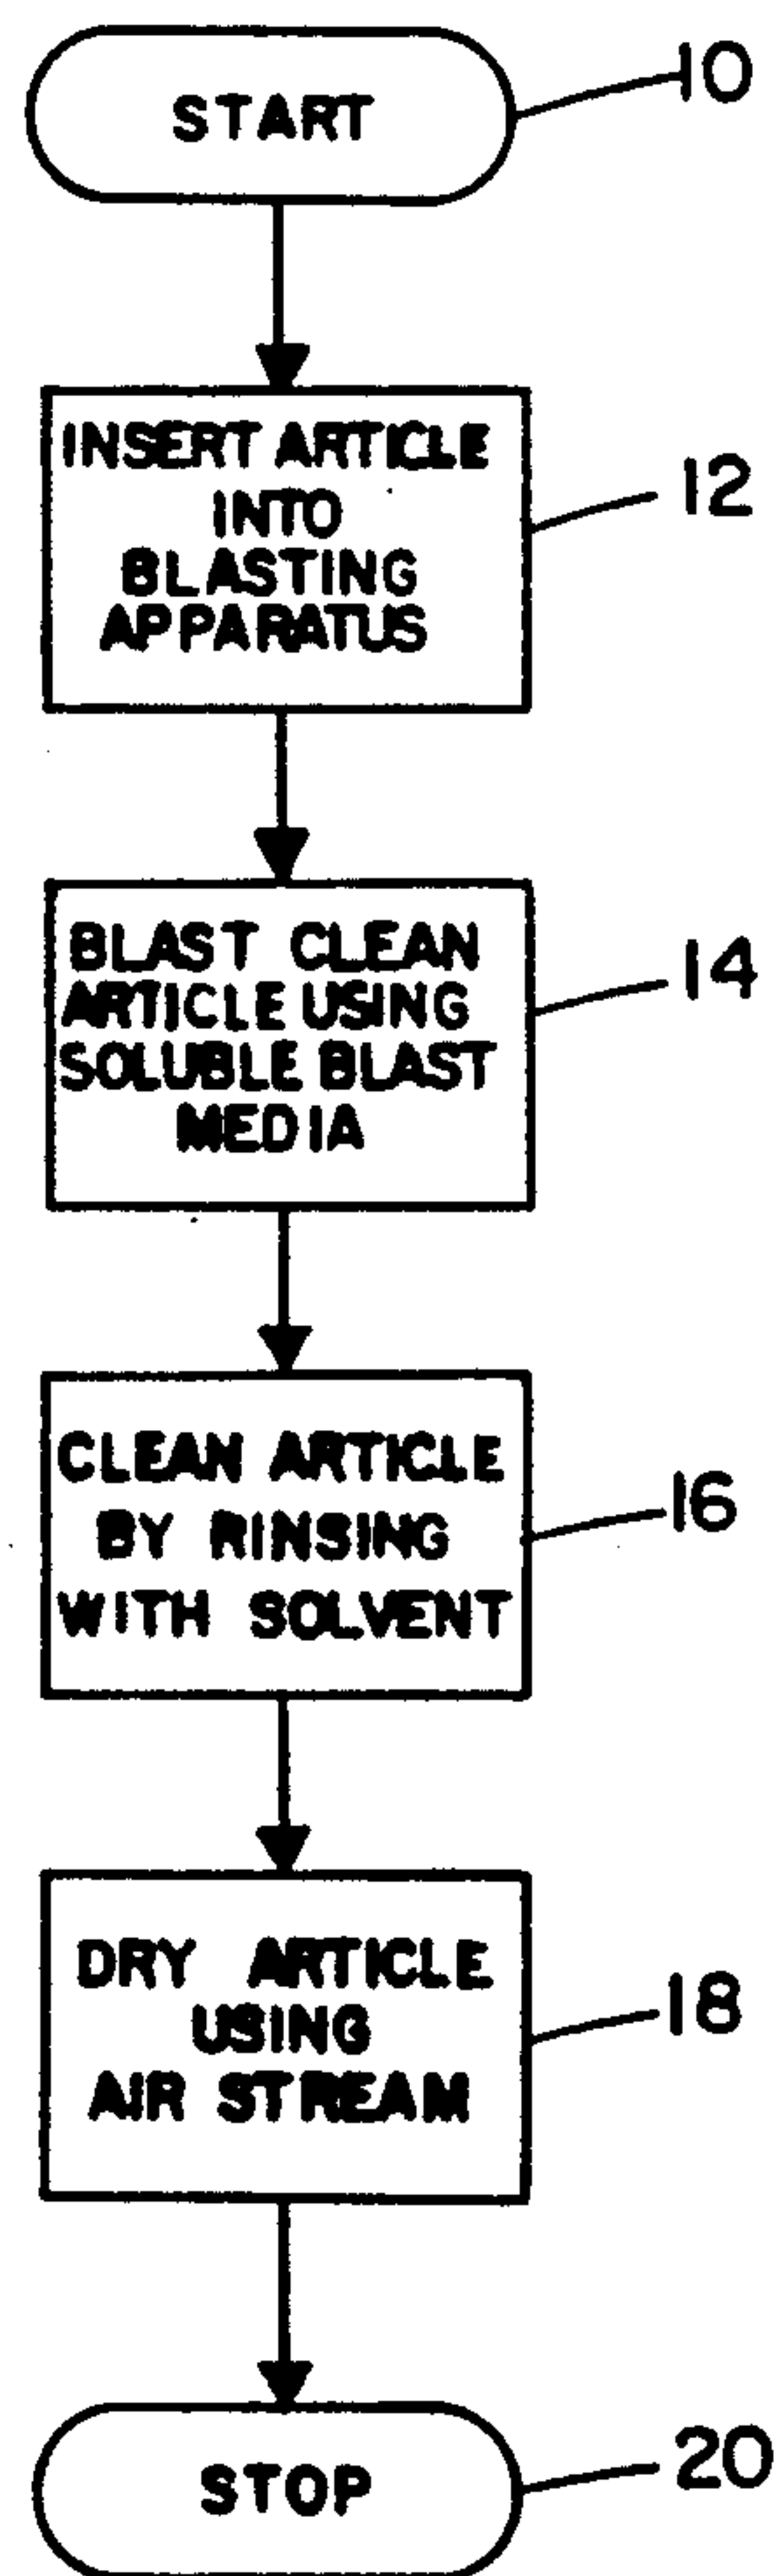 START
10
INSERT ARTICLE
INTO
BLASTING
APPARATUS
12
BLAST CLEAN
ARTICLE USING
SOLUBLE BLAST
MEDIA
14
CLEAN ARTICLE
BY RINSING
WITH SOLVENT
16
DRY ARTICLE
USING
AIR STREAM
18
STOP
20